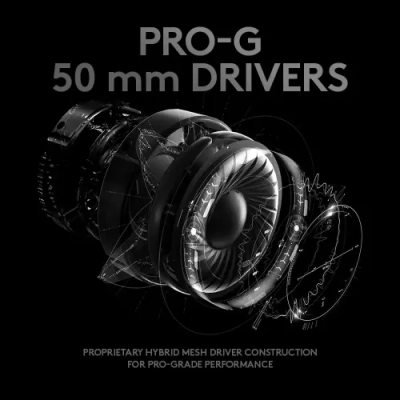 PRO-G
50 mm DRIVERS
PROPRIETARY HYBRID MESH DRIVER CONSTRUCTION
FOR PRO-GRADE PERFORMANCE